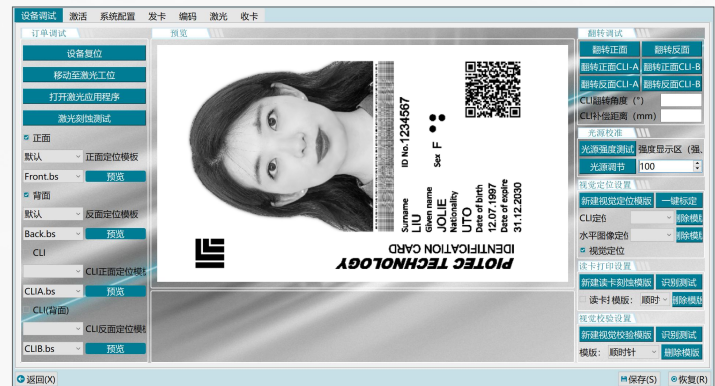 设备调试 激活 系统配置 发卡 编码 激光 收卡
订单调试
设备复位
移动至激光工位
打开激光应用程序
激光刻蚀测试
正面
默认 正面定位模板
Front.bs 预览
背面
默认 反面定位模板
Back.bs 预览
CLI
CLI正面定位模
CLIA.bs 预览
CLI(背面)
CLI反面定位模
CLIB.bs 预览
预览
ID No.1234567
Sex F
Surname
LIU
Given name
JOLIE
Nationality
UTO
Date of birth
12.07.1997
Date of expire
31.12.2030
IDENTIFICATION CARD
PIOTEC TECHNOLOGY
翻转调试
翻转正面 翻转反面
翻转正面CLI-A 翻转正面CLI-B
翻转反面CLI-A 翻转反面CLI-B
CLI翻转角度（°）
CLI补偿距离（mm）
光源校准
光源强度测试 强度显示区（强.
光源调节 100
视觉定位设置
新建视觉定位模版 一键标定
CLI定位 删除模版
水平图像定位 删除模版
视觉定位
读卡打印设置
新建读卡刻蚀模版 识别测试
读卡打 模版： 顺时 删除模版
视觉校验设置
新建视觉校验模版 识别测试
模版： 顺时针 删除模版
返回(X) 保存(S) 恢复(R)